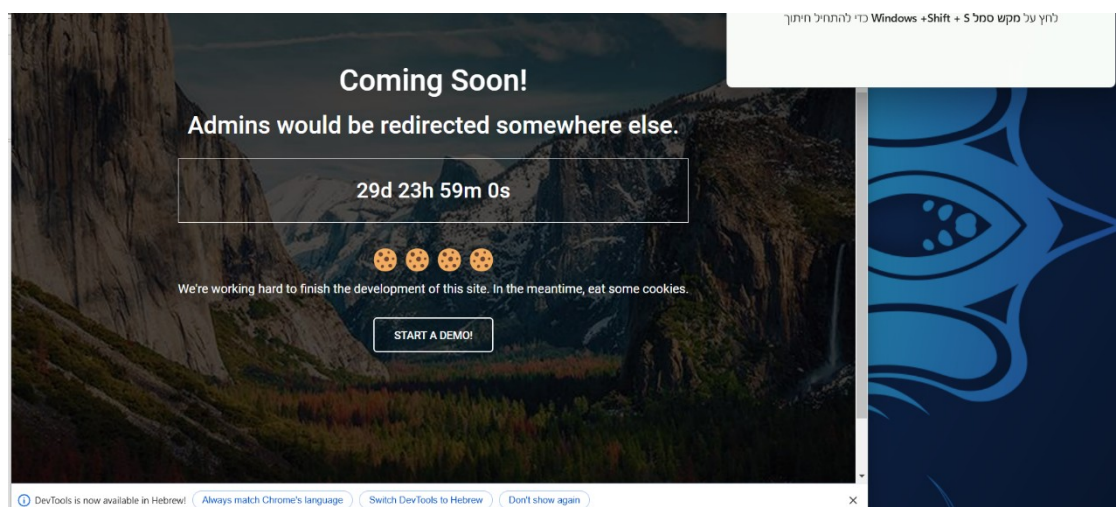 לחץ על מקש סמל Windows +Shift + S כדי להתחיל חיתוך
Coming Soon!
Admins would be redirected somewhere else.
29d 23h 59m 0s
We're working hard to finish the development of this site. In the meantime, eat some cookies.
START A DEMO!
DevTools is now available in Hebrew! Always match Chrome's language Switch DevTools to Hebrew Don't show again